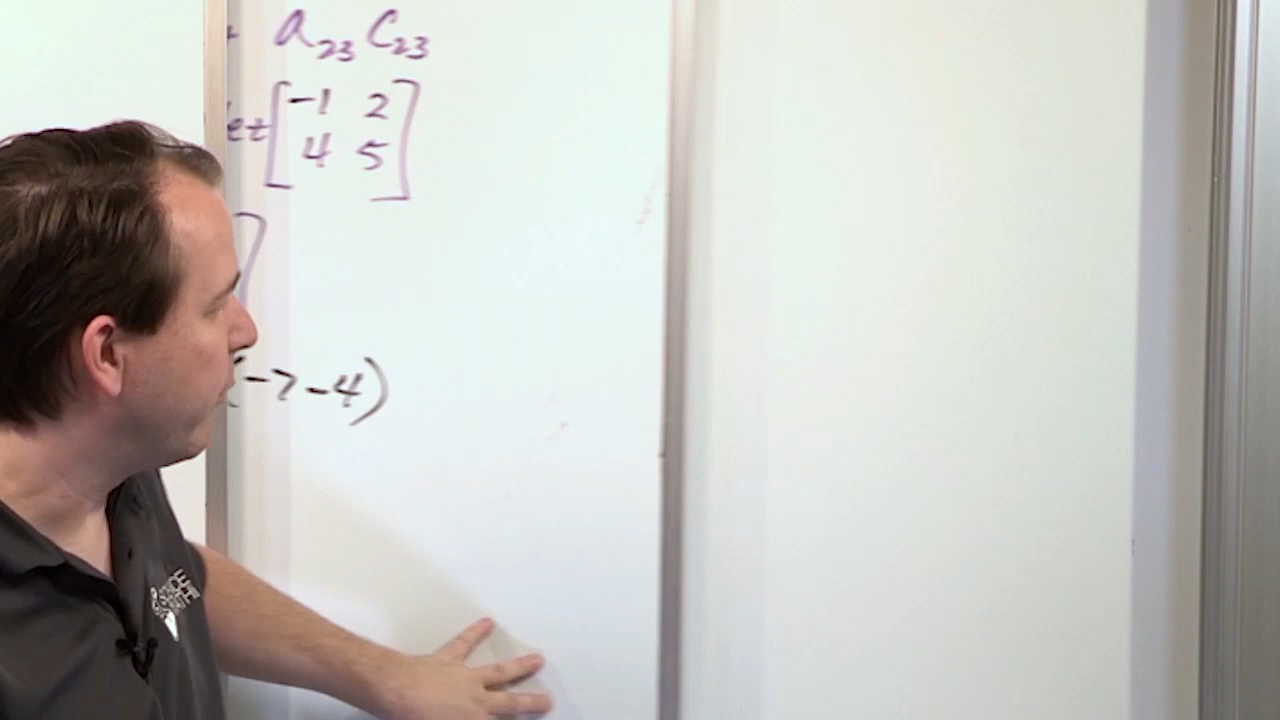 + a₂₃ C₂₃
et [-1 2
4 5]
]
(-7-4)